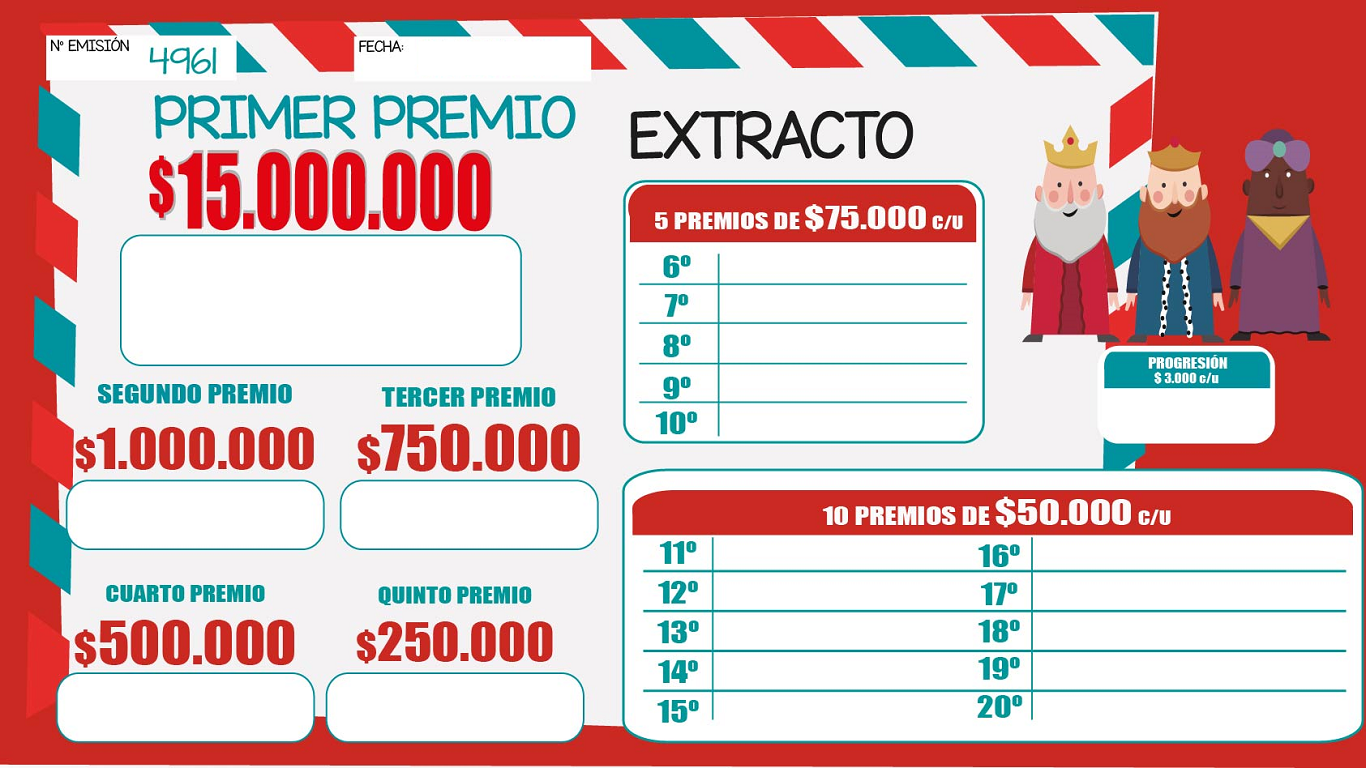 Nº EMISIÓN 4961
FECHA:
PRIMER PREMIO
$15.000.000
SEGUNDO PREMIO
$1.000.000
TERCER PREMIO
$750.000
CUARTO PREMIO
$500.000
QUINTO PREMIO
$250.000
EXTRACTO
5 PREMIOS DE $75.000 C/U
6º
7º
8º
9º
10º
PROGRESIÓN
$ 3.000 c/u
10 PREMIOS DE $50.000 C/U
11º
12º
13º
14º
15º
16º
17º
18º
19º
20º